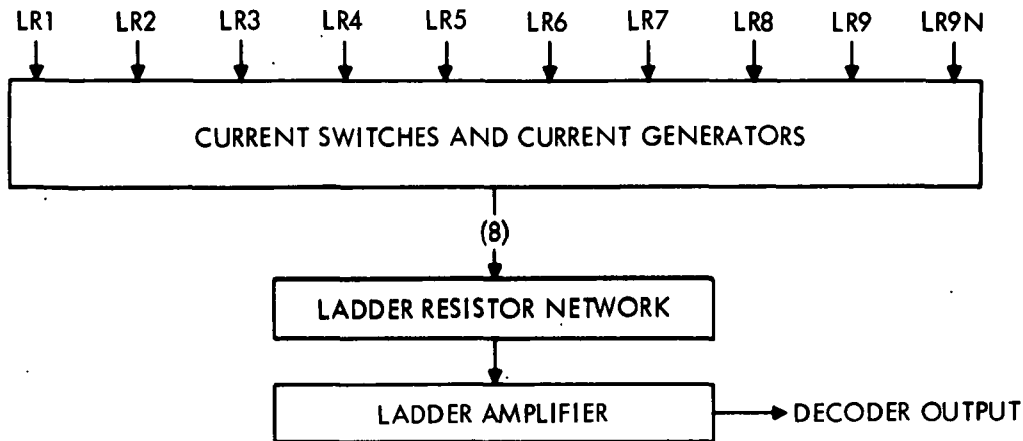 LR1 LR2 LR3 LR4 LR5 LR6 LR7 LR8 LR9 LR9N
CURRENT SWITCHES AND CURRENT GENERATORS
(8)
LADDER RESISTOR NETWORK
LADDER AMPLIFIER DECODER OUTPUT